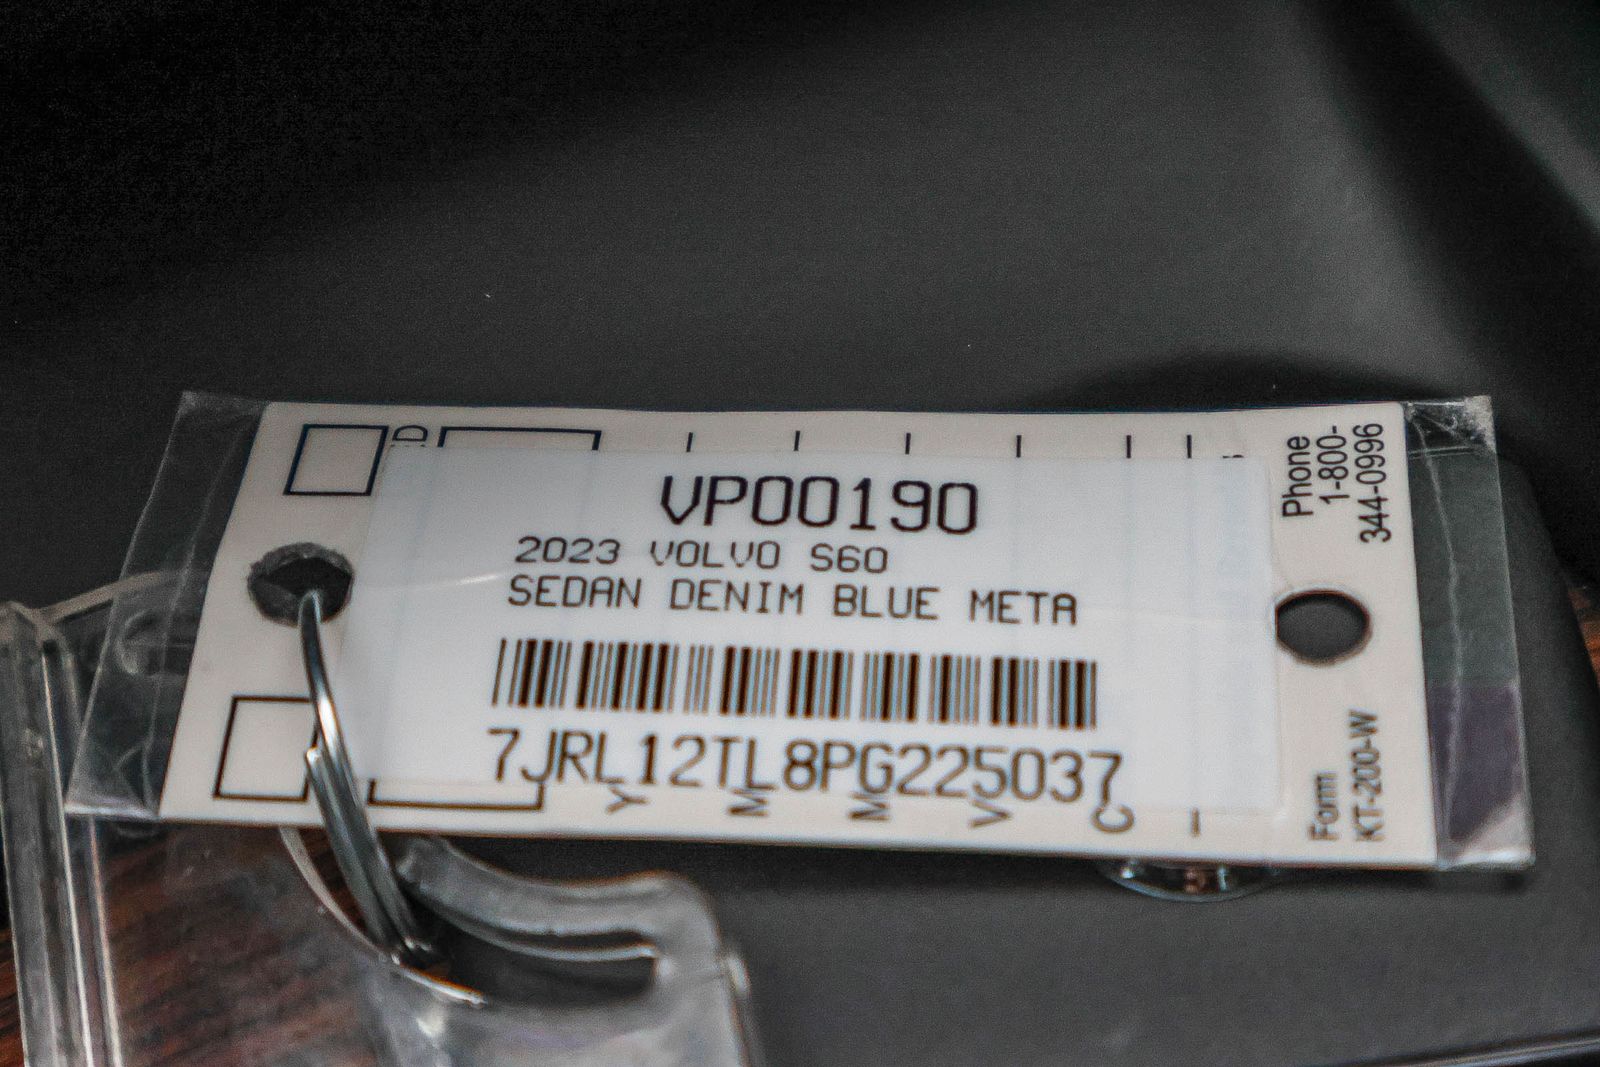 VP00190
2023 VOLVO S60
SEDAN DENIM BLUE META
7JRL12TL8PG225037
Y M M V C
Phone
1-800-
344-0996
Form
KT-200-W